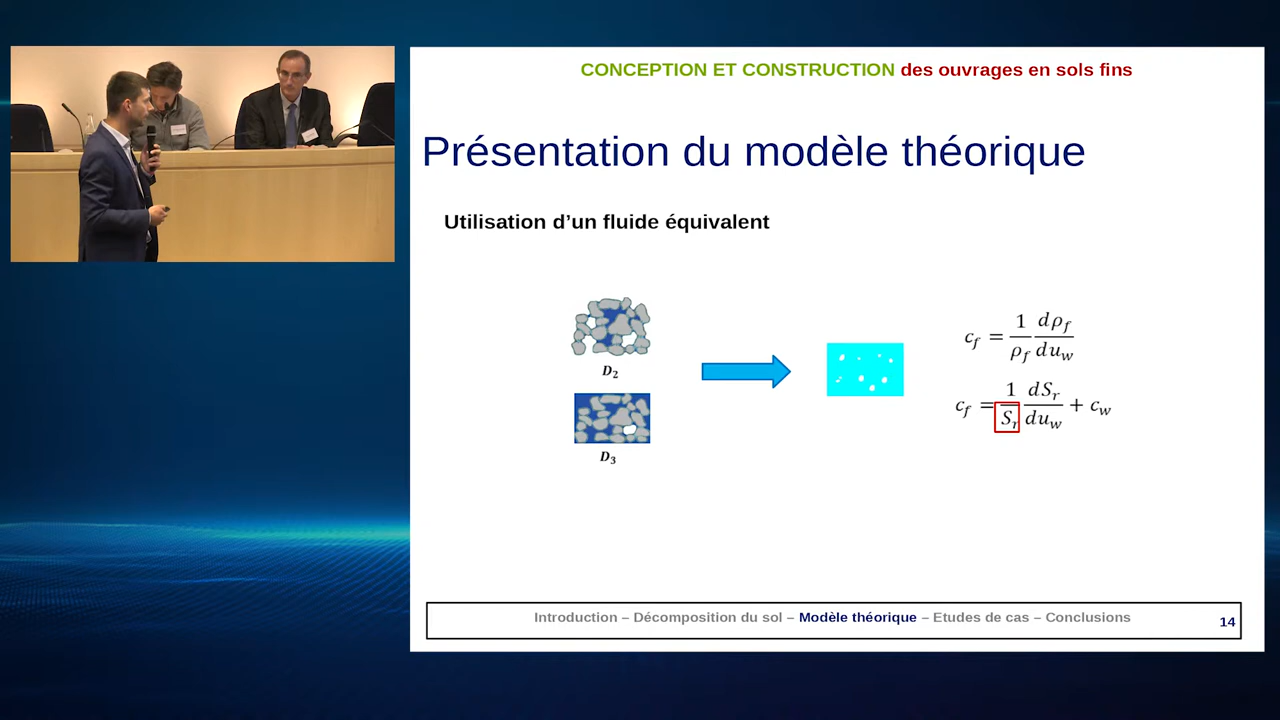 CONCEPTION ET CONSTRUCTION des ouvrages en sols fins
Présentation du modèle théorique
Utilisation d'un fluide équivalent
D₂
D₃
c_f = 1/ρ_f dρ_f/du_w
c_f = 1/S_r dS_r/du_w + c_w
Introduction – Décomposition du sol – Modèle théorique – Etudes de cas – Conclusions
14